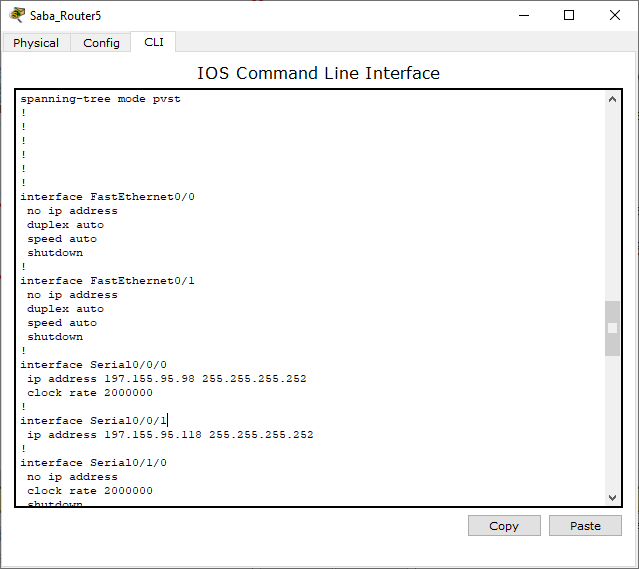 Saba_Router5
Physical Config CLI
IOS Command Line Interface
spanning-tree mode pvst
!
!
!
!
!
!
interface FastEthernet0/0
 no ip address
 duplex auto
 speed auto
 shutdown
!
interface FastEthernet0/1
 no ip address
 duplex auto
 speed auto
 shutdown
!
interface Serial0/0/0
 ip address 197.155.95.98 255.255.255.252
 clock rate 2000000
!
interface Serial0/0/1
 ip address 197.155.95.118 255.255.255.252
!
interface Serial0/1/0
 no ip address
 clock rate 2000000
 shutdown
Copy Paste